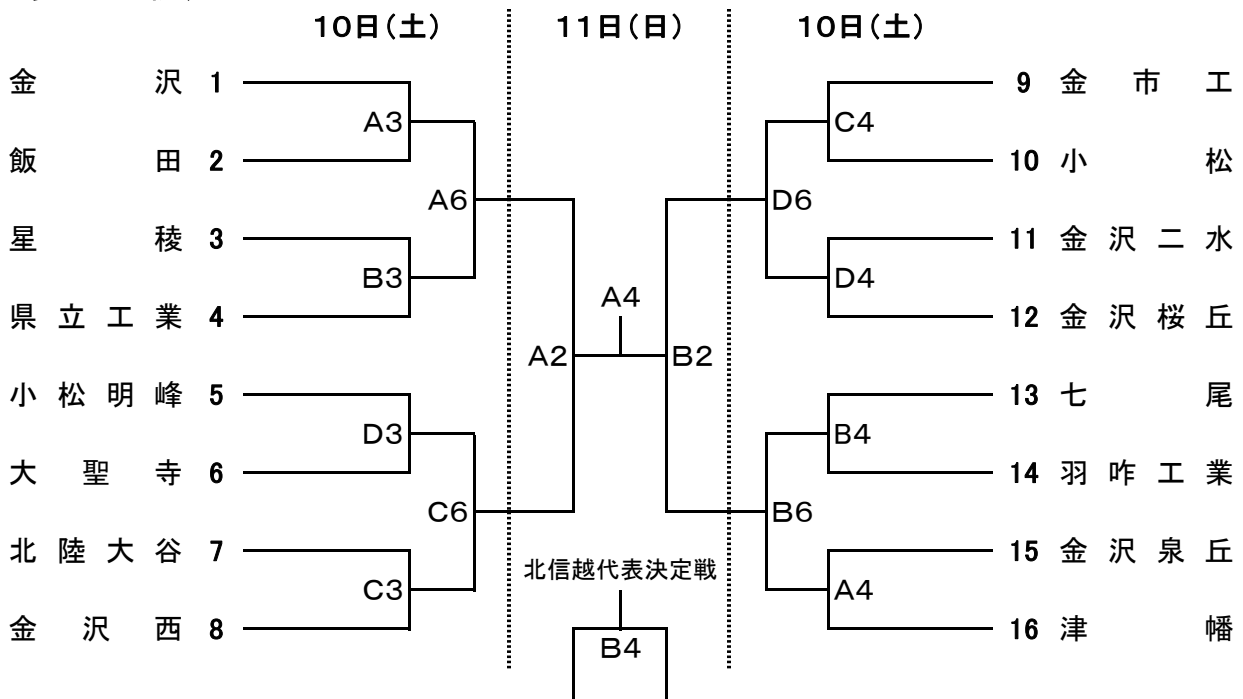 10日(土) 11日(日) 10日(土)
金沢 1
9 金市工
A3
C4
飯田 2
10 小松
A6
D6
星稜 3
11 金沢二水
B3
D4
A4
県立工業 4
12 金沢桜丘
A2
B2
小松明峰 5
13 七尾
D3
B4
大聖寺 6
14 羽咋工業
C6
B6
北陸大谷 7
15 金沢泉丘
北信越代表決定戦
C3
A4
金沢西 8
16 津幡
B4